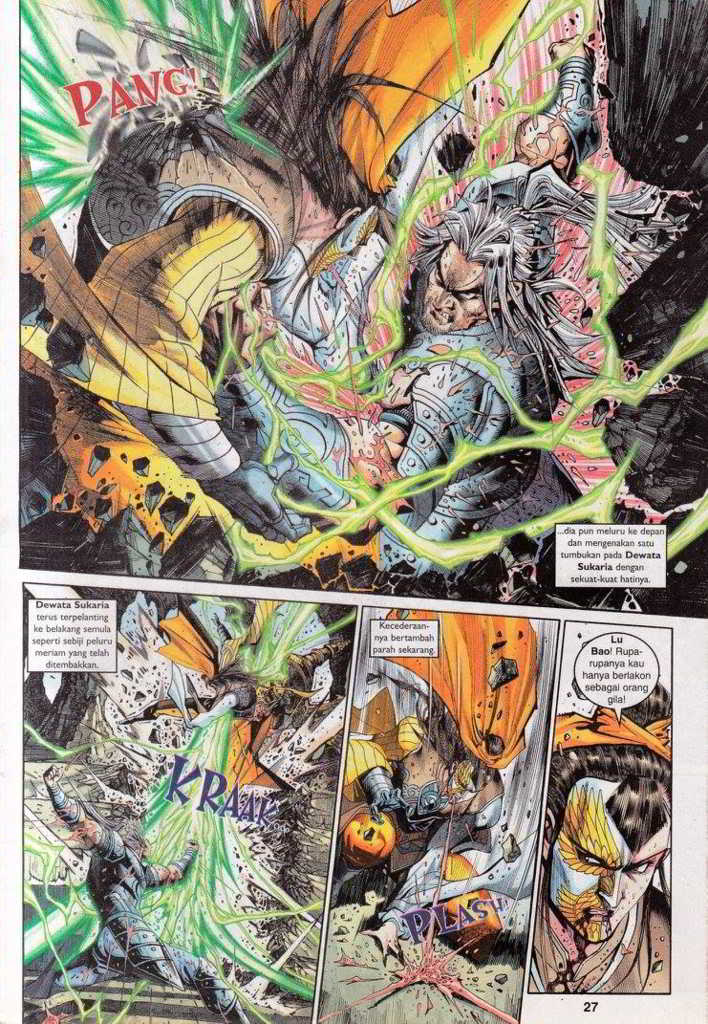 PANG!
...dia pun meluru ke depan
dan mengenakan satu
tumbukan pada Dewata
Sukaria dengan
sekuat-kuat hatinya.
Dewata Sukaria
terus terpelanting
ke belakang semula
seperti sebiji peluru
meriam yang telah
ditembakkan.
KRAAK
Kecederaan-
nya bertambah
parah sekarang.
PLASH!
Lu
Bao! Rupa-
rupanya kau
hanya berlakon
sebagai orang
gila!
27